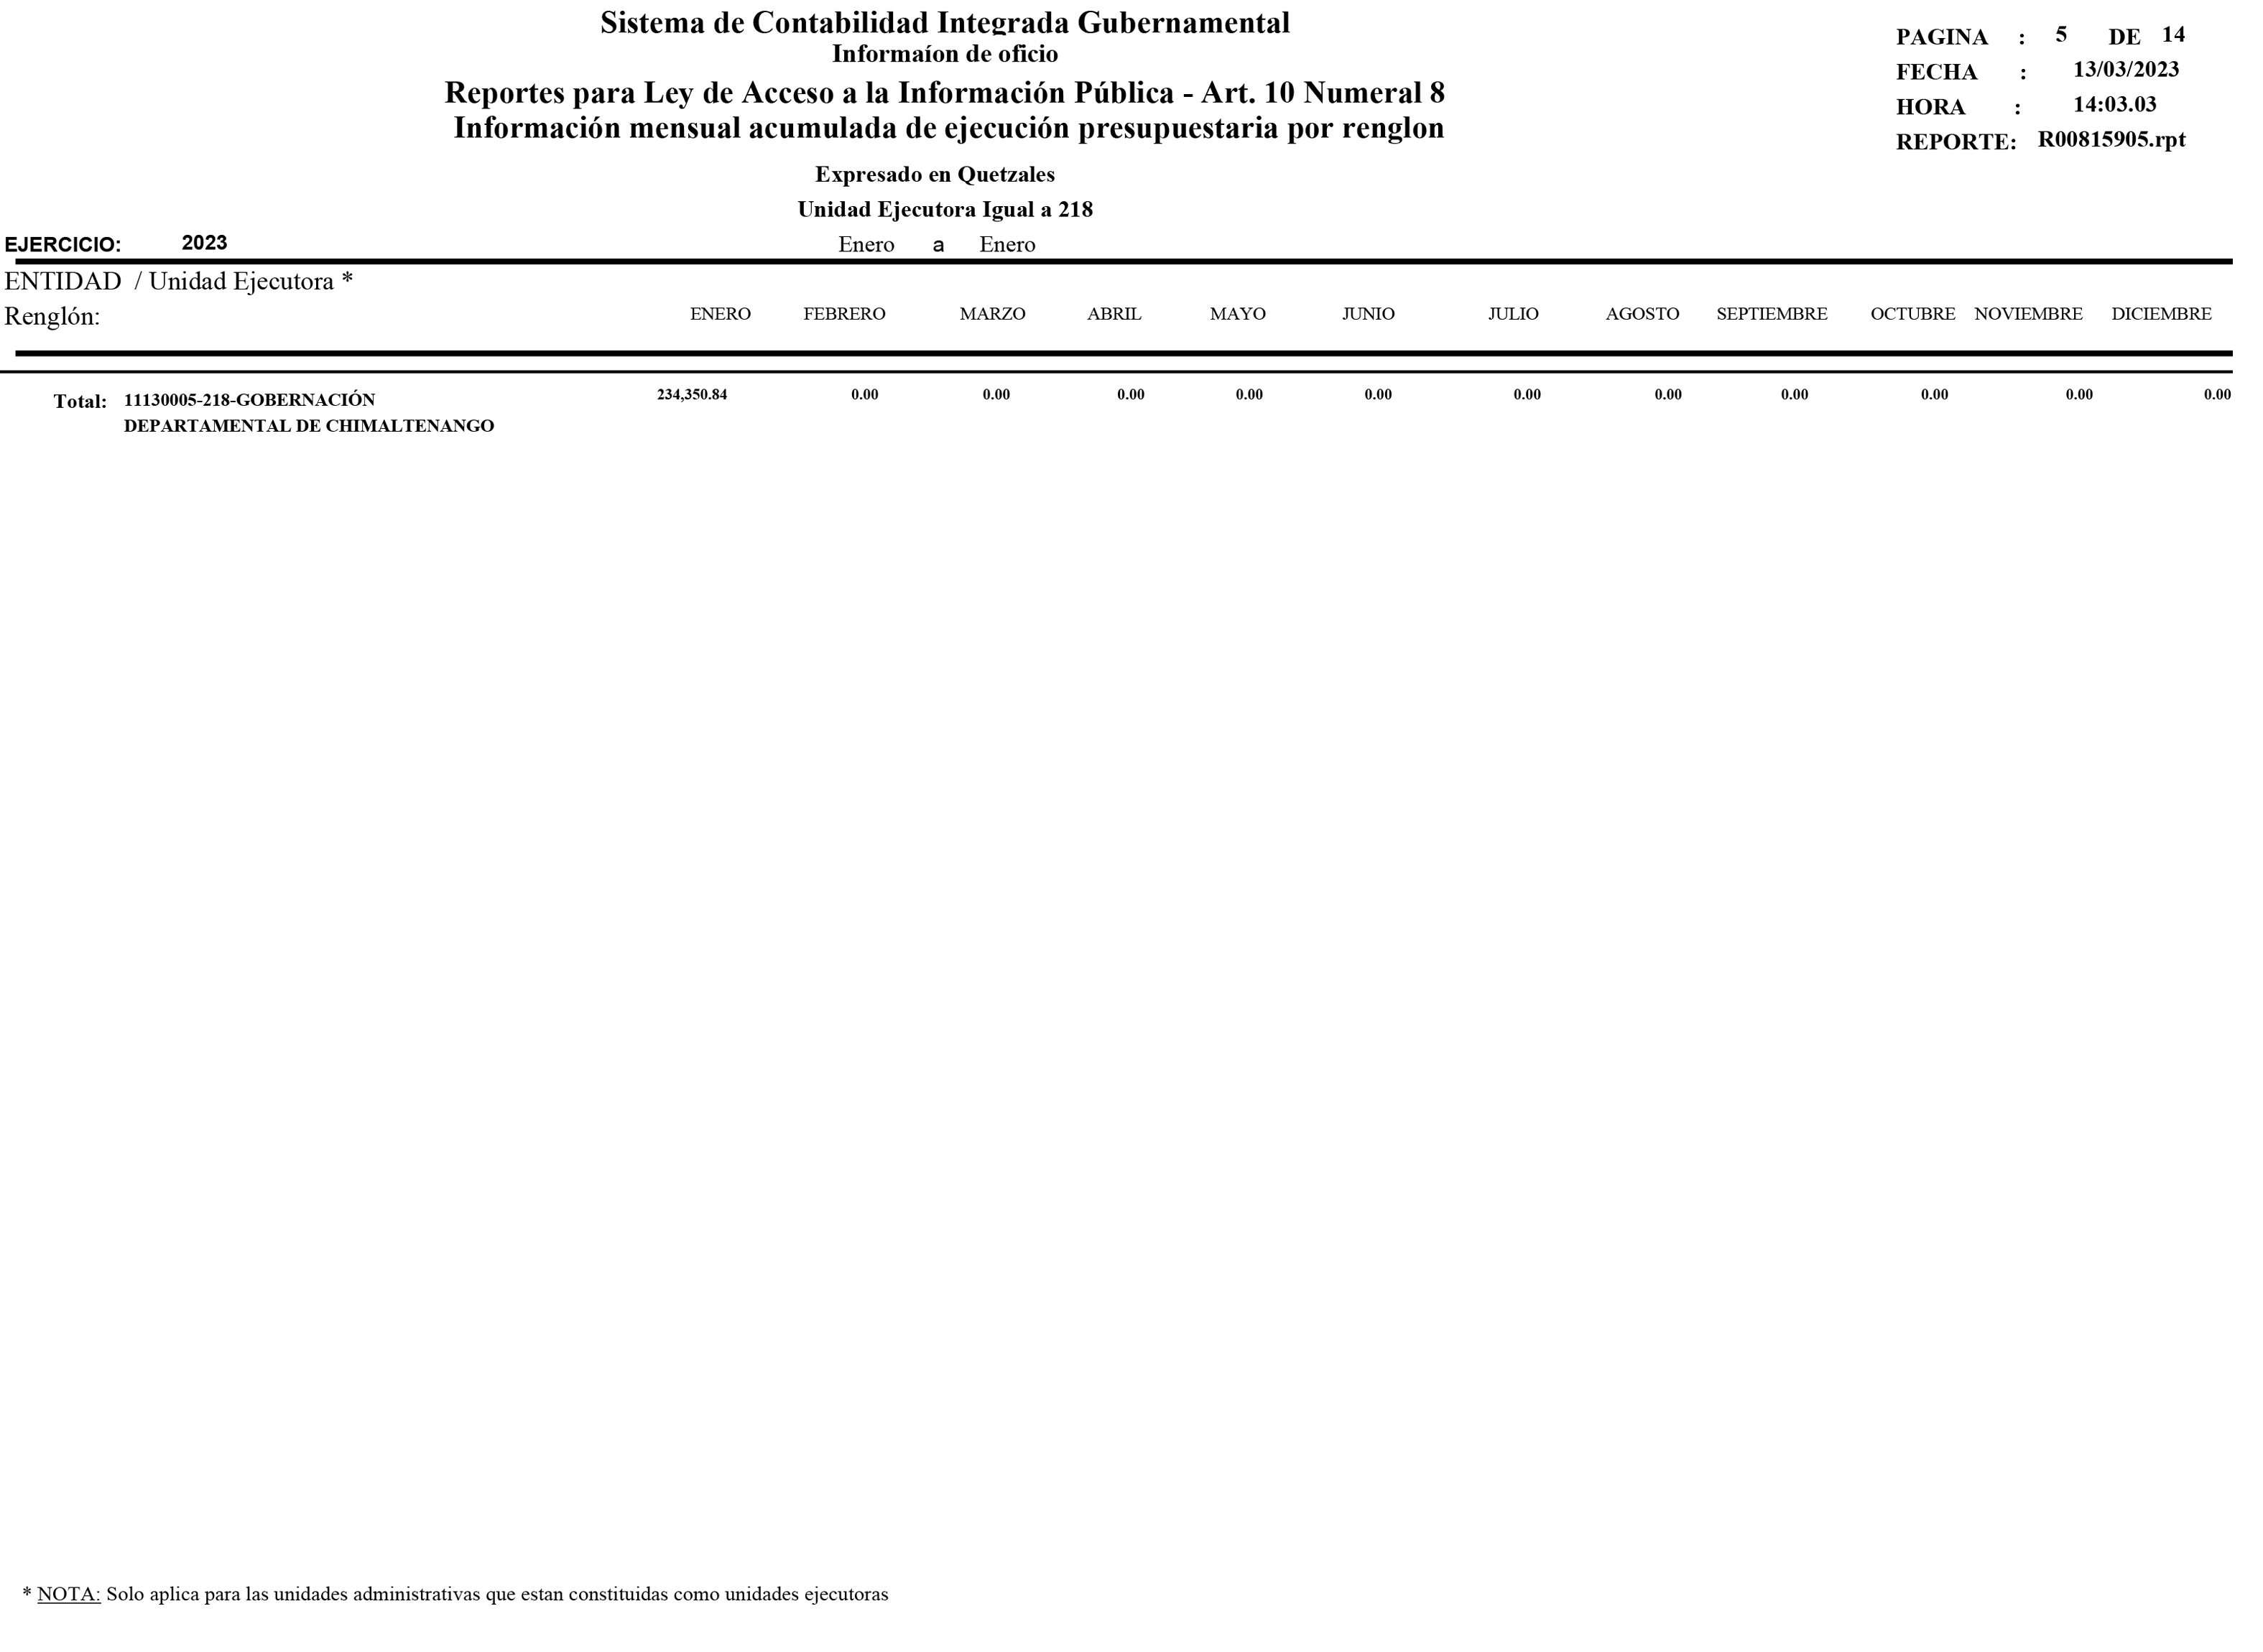 Sistema de Contabilidad Integrada Gubernamental
Informaíon de oficio
Reportes para Ley de Acceso a la Información Pública - Art. 10 Numeral 8
Información mensual acumulada de ejecución presupuestaria por renglon
Expresado en Quetzales
Unidad Ejecutora Igual a 218
PAGINA : 5 DE 14
FECHA : 13/03/2023
HORA : 14:03.03
REPORTE: R00815905.rpt
EJERCICIO: 2023 Enero a Enero
ENTIDAD / Unidad Ejecutora *
Renglón: ENERO FEBRERO MARZO ABRIL MAYO JUNIO JULIO AGOSTO SEPTIEMBRE OCTUBRE NOVIEMBRE DICIEMBRE
Total: 11130005-218-GOBERNACIÓN 234,350.84 0.00 0.00 0.00 0.00 0.00 0.00 0.00 0.00 0.00 0.00 0.00
DEPARTAMENTAL DE CHIMALTENANGO
* NOTA: Solo aplica para las unidades administrativas que estan constituidas como unidades ejecutoras